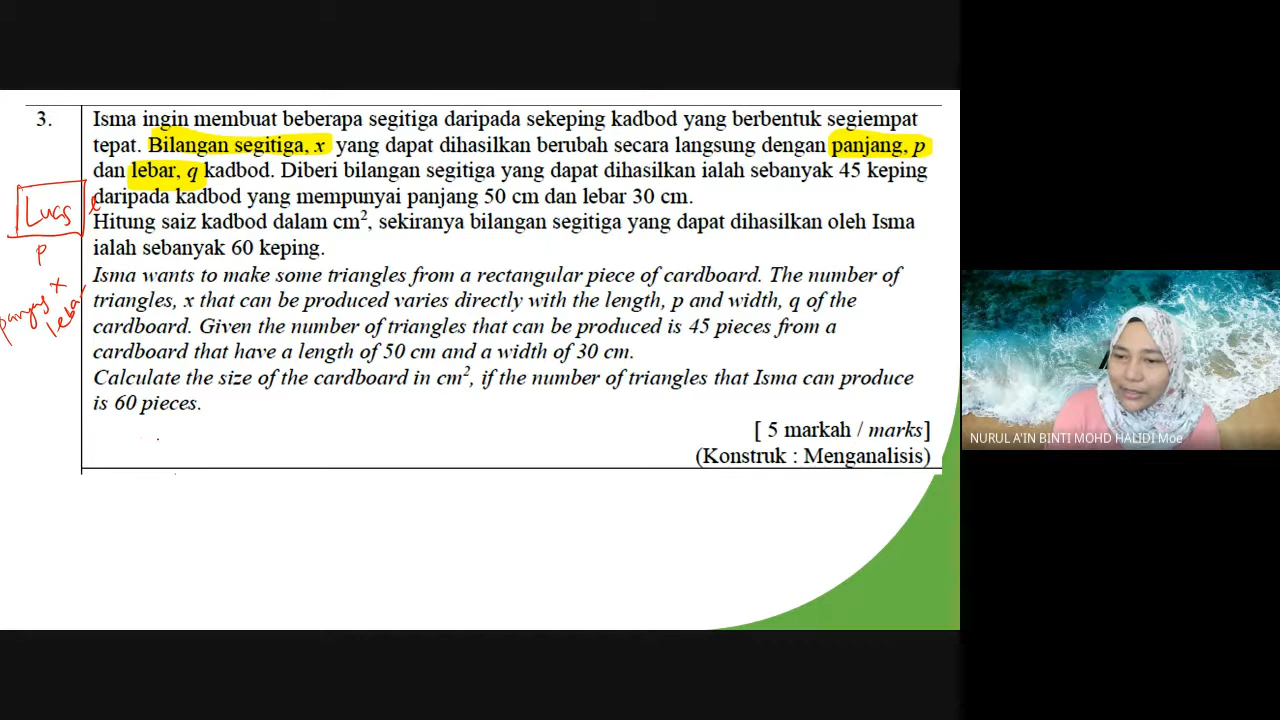 3.
Isma ingin membuat beberapa segitiga daripada sekeping kadbod yang berbentuk segiempat
tepat. Bilangan segitiga, x yang dapat dihasilkan berubah secara langsung dengan panjang, p
dan lebar, q kadbod. Diberi bilangan segitiga yang dapat dihasilkan ialah sebanyak 45 keping
daripada kadbod yang mempunyai panjang 50 cm dan lebar 30 cm.
Hitung saiz kadbod dalam cm², sekiranya bilangan segitiga yang dapat dihasilkan oleh Isma
ialah sebanyak 60 keping.
Isma wants to make some triangles from a rectangular piece of cardboard. The number of
triangles, x that can be produced varies directly with the length, p and width, q of the
cardboard. Given the number of triangles that can be produced is 45 pieces from a
cardboard that have a length of 50 cm and a width of 30 cm.
Calculate the size of the cardboard in cm², if the number of triangles that Isma can produce
is 60 pieces.
[ 5 markah / marks]
(Konstruk : Menganalisis)
Luas
l
p
panjang x
lebar
NURUL A'IN BINTI MOHD HALIDI Moe